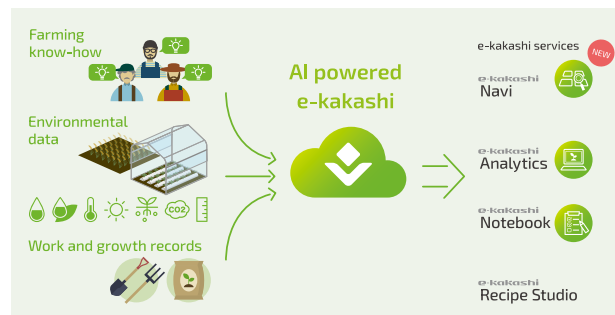 Farming
know-how
Environmental
data
CO2
Work and growth records
AI powered
e-kakashi
e-kakashi services
NEW
e-kakashi
Navi
e-kakashi
Analytics
e-kakashi
Notebook
e-kakashi
Recipe Studio